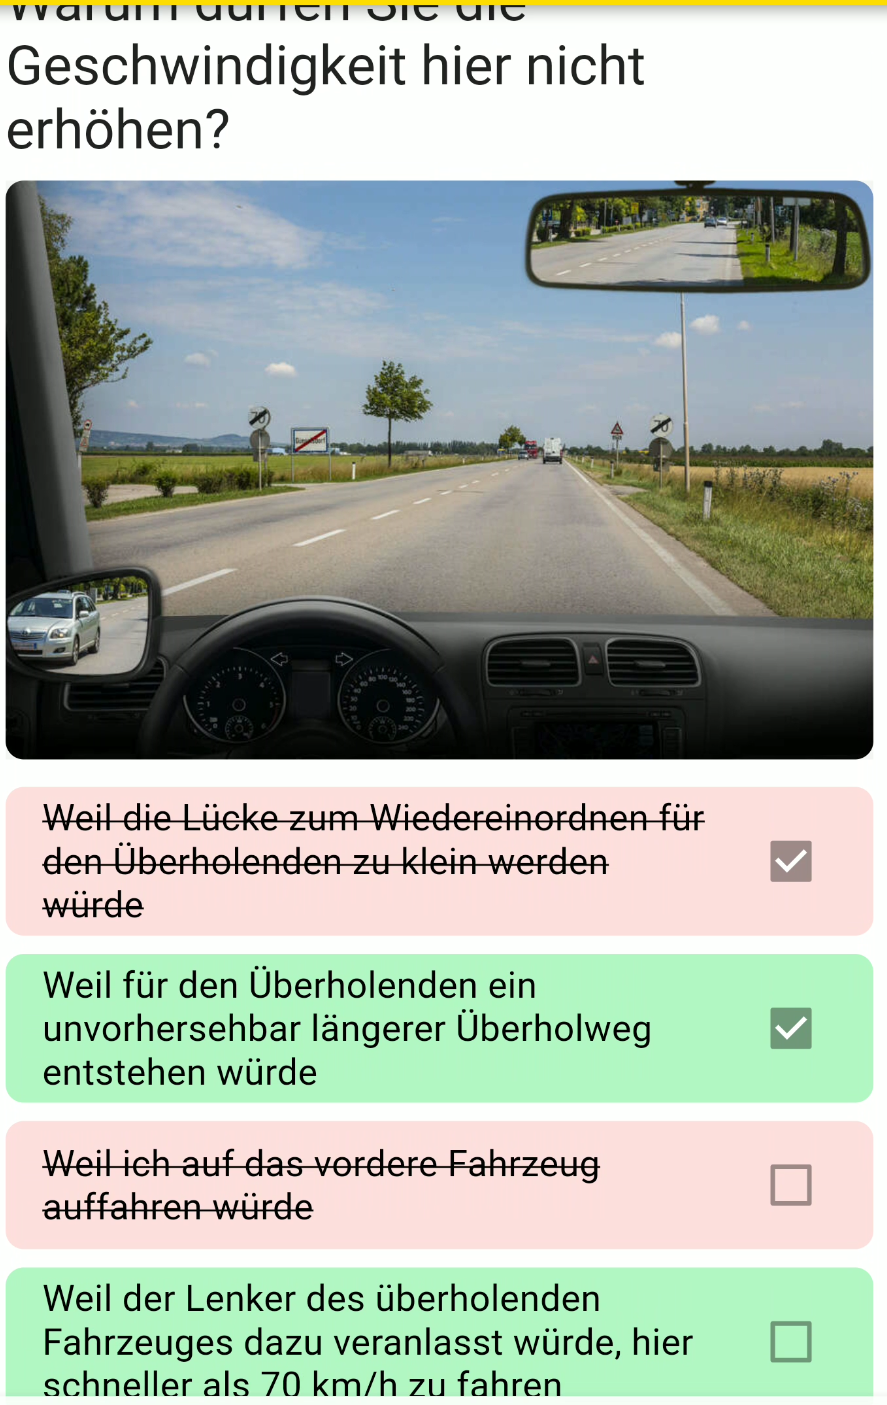 Warum dürfen Sie die
Geschwindigkeit hier nicht
erhöhen?
70
70
Weil die Lücke zum Wiedereinordnen für
den Überholenden zu klein werden
würde
Weil für den Überholenden ein
unvorhersehbar längerer Überholweg
entstehen würde
Weil ich auf das vordere Fahrzeug
auffahren würde
Weil der Lenker des überholenden
Fahrzeuges dazu veranlasst würde, hier
schneller als 70 km/h zu fahren